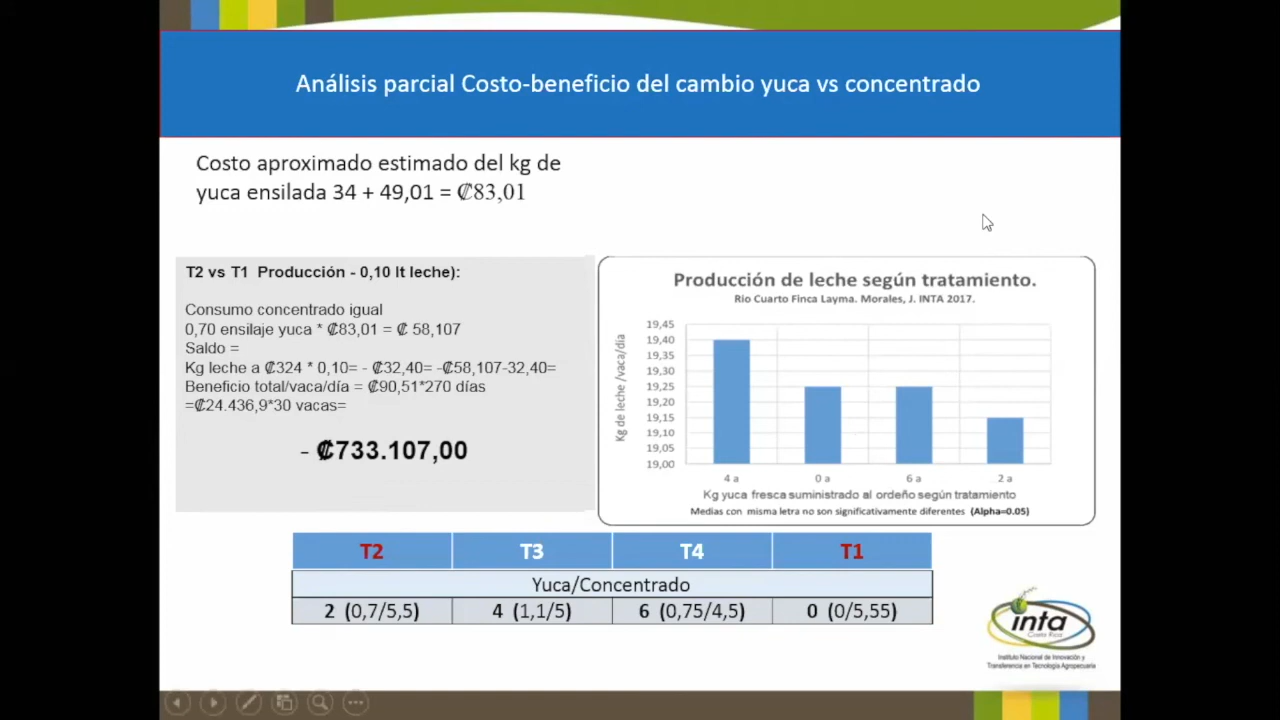 Análisis parcial Costo-beneficio del cambio yuca vs concentrado
Costo aproximado estimado del kg de
yuca ensilada 34 + 49,01 = ₡83,01
T2 vs T1 Producción - 0,10 lt leche):
Consumo concentrado igual
0,70 ensilaje yuca * ₡83,01 = ₡ 58,107
Saldo =
Kg leche a ₡324 * 0,10= - ₡32,40= -₡58,107-32,40=
Beneficio total/vaca/día = ₡90,51*270 días
=₡24.436,9*30 vacas=
- ₡733.107,00
Producción de leche según tratamiento.
Rio Cuarto Finca Layma. Morales, J. INTA 2017.
Kg de leche /vaca/día
19,45
19,40
19,35
19,30
19,25
19,20
19,15
19,10
19,05
19,00
4 a 0 a 6 a 2 a
Kg yuca fresca suministrado al ordeño según tratamiento
Medias con misma letra no son significativamente diferentes (Alpha=0.05)
T2 T3 T4 T1
Yuca/Concentrado
2 (0,7/5,5) 4 (1,1/5) 6 (0,75/4,5) 0 (0/5,55)
inta
Costa Rica
Instituto Nacional de Innovación y
Transferencia en Tecnología Agropecuaria